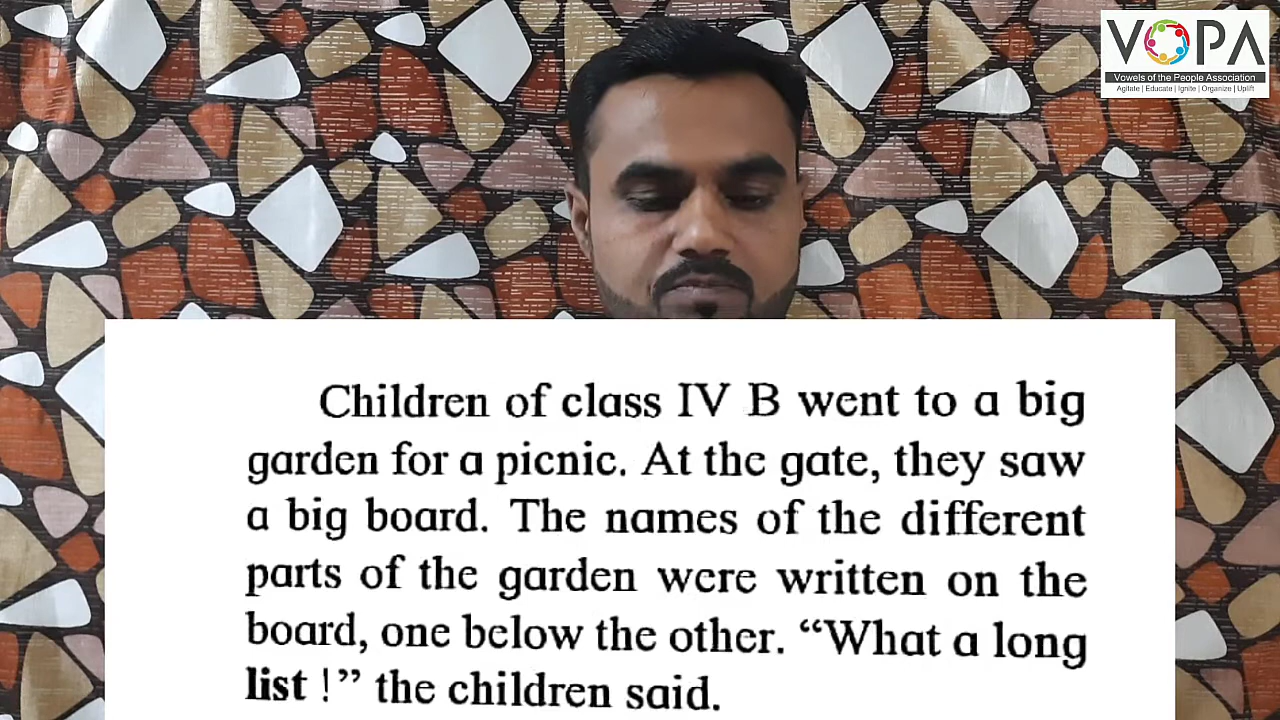 VOPA
Vowels of the People Association
Agitate | Educate | Ignite | Organize | Uplift
Children of class IV B went to a big
garden for a picnic. At the gate, they saw
a big board. The names of the different
parts of the garden were written on the
board, one below the other. “What a long
list !” the children said.